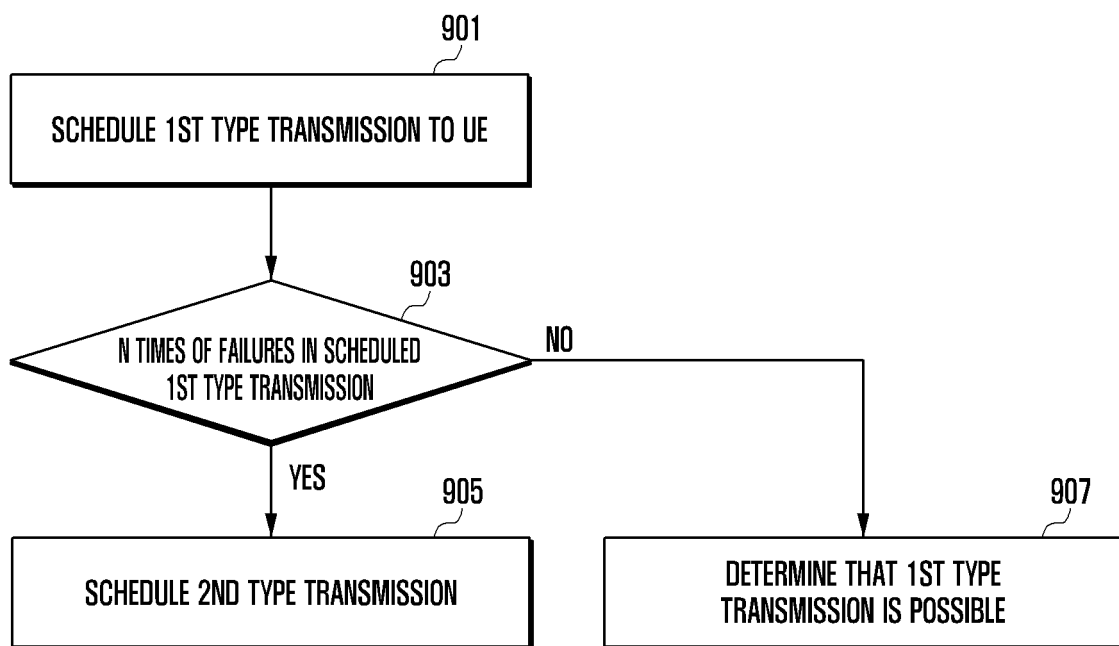 901
SCHEDULE 1ST TYPE TRANSMISSION TO UE
903
N TIMES OF FAILURES IN SCHEDULED
1ST TYPE TRANSMISSION
NO
YES
905
SCHEDULE 2ND TYPE TRANSMISSION
907
DETERMINE THAT 1ST TYPE
TRANSMISSION IS POSSIBLE